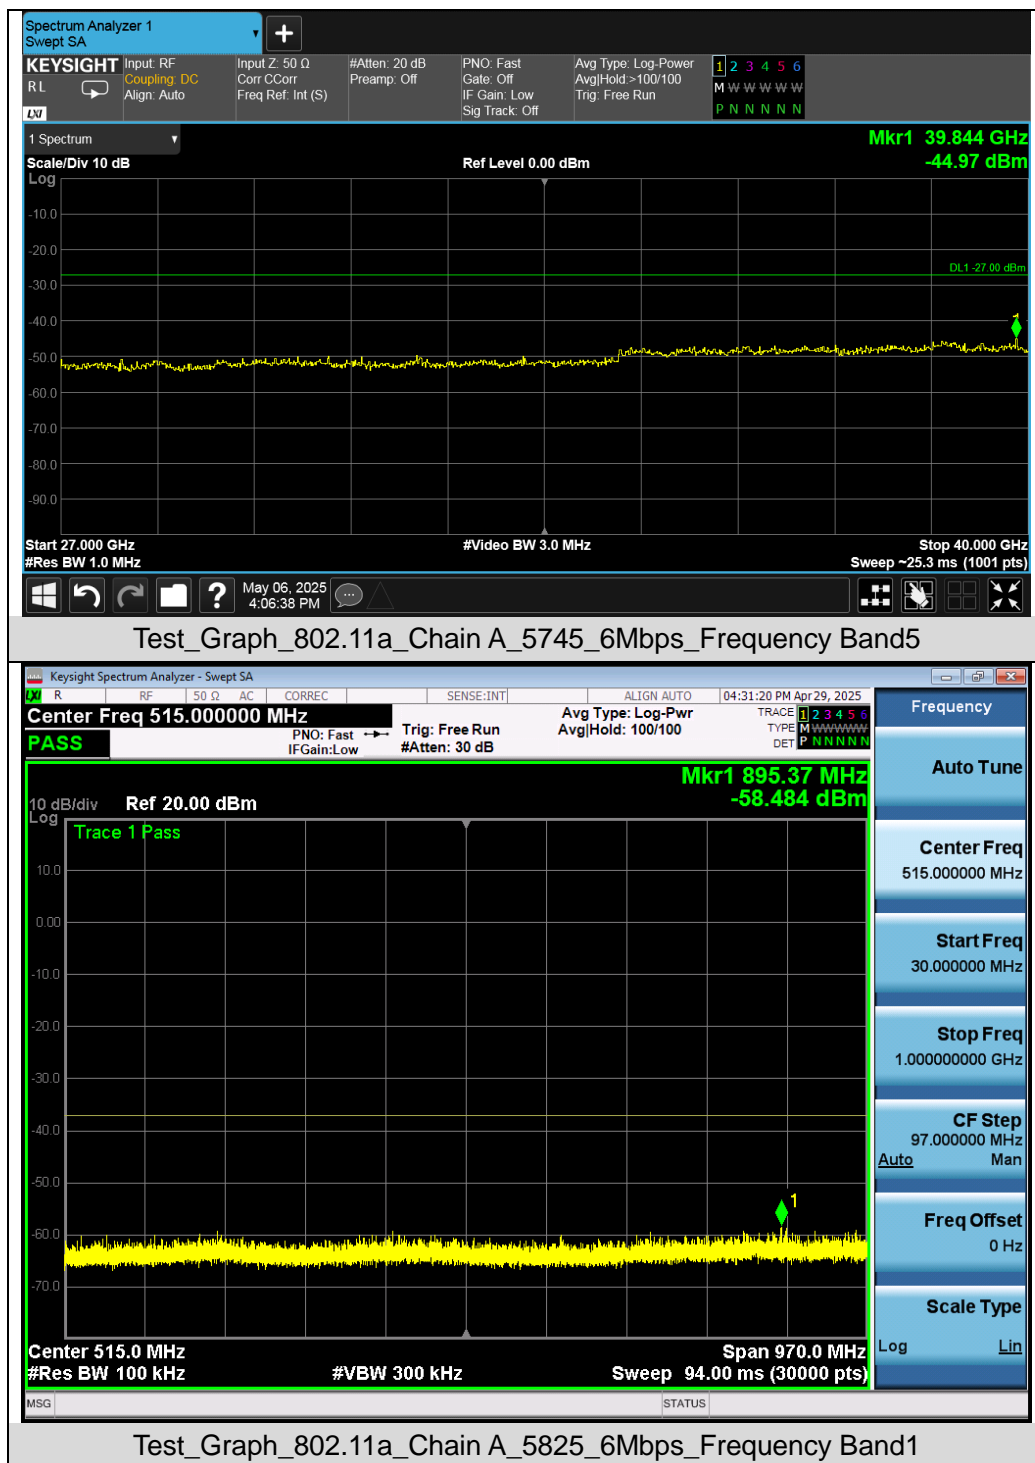 Spectrum Analyzer 1
Swept SA
+
KEYSIGHT
RL
LXI
Input: RF
Coupling: DC
Align: Auto
Input Z: 50 Ω
Corr CCorr
Freq Ref: Int (S)
#Atten: 20 dB
Preamp: Off
PNO: Fast
Gate: Off
IF Gain: Low
Sig Track: Off
Avg Type: Log-Power
Avg|Hold:>100/100
Trig: Free Run
1 2 3 4 5 6
M W W W W W
P N N N N N
1 Spectrum
Scale/Div 10 dB
Log
Ref Level 0.00 dBm
Mkr1 39.844 GHz
-44.97 dBm
-10.0
-20.0
DL1 -27.00 dBm
-30.0
-40.0
1
-50.0
-60.0
-70.0
-80.0
-90.0
Start 27.000 GHz
#Video BW 3.0 MHz
Stop 40.000 GHz
#Res BW 1.0 MHz
Sweep ~25.3 ms (1001 pts)
?
May 06, 2025
4:06:38 PM
Test_Graph_802.11a_Chain A_5745_6Mbps_Frequency Band5
Keysight Spectrum Analyzer - Swept SA
LXI R RF 50 Ω AC CORREC SENSE:INT ALIGN AUTO 04:31:20 PM Apr 29, 2025
Center Freq 515.000000 MHz
PASS
PNO: Fast
IFGain:Low
Trig: Free Run
#Atten: 30 dB
Avg Type: Log-Pwr
Avg|Hold: 100/100
TRACE 1 2 3 4 5 6
TYPE M W W W W W
DET P N N N N N
Mkr1 895.37 MHz
-58.484 dBm
10 dB/div
Log
Ref 20.00 dBm
Trace 1 Pass
10.0
0.00
-10.0
-20.0
-30.0
-40.0
-50.0
1
-60.0
-70.0
Center 515.0 MHz
Span 970.0 MHz
#Res BW 100 kHz
#VBW 300 kHz
Sweep 94.00 ms (30000 pts)
MSG
STATUS
Frequency
Auto Tune
Center Freq
515.000000 MHz
Start Freq
30.000000 MHz
Stop Freq
1.000000000 GHz
CF Step
97.000000 MHz
Auto Man
Freq Offset
0 Hz
Scale Type
Log Lin
Test_Graph_802.11a_Chain A_5825_6Mbps_Frequency Band1